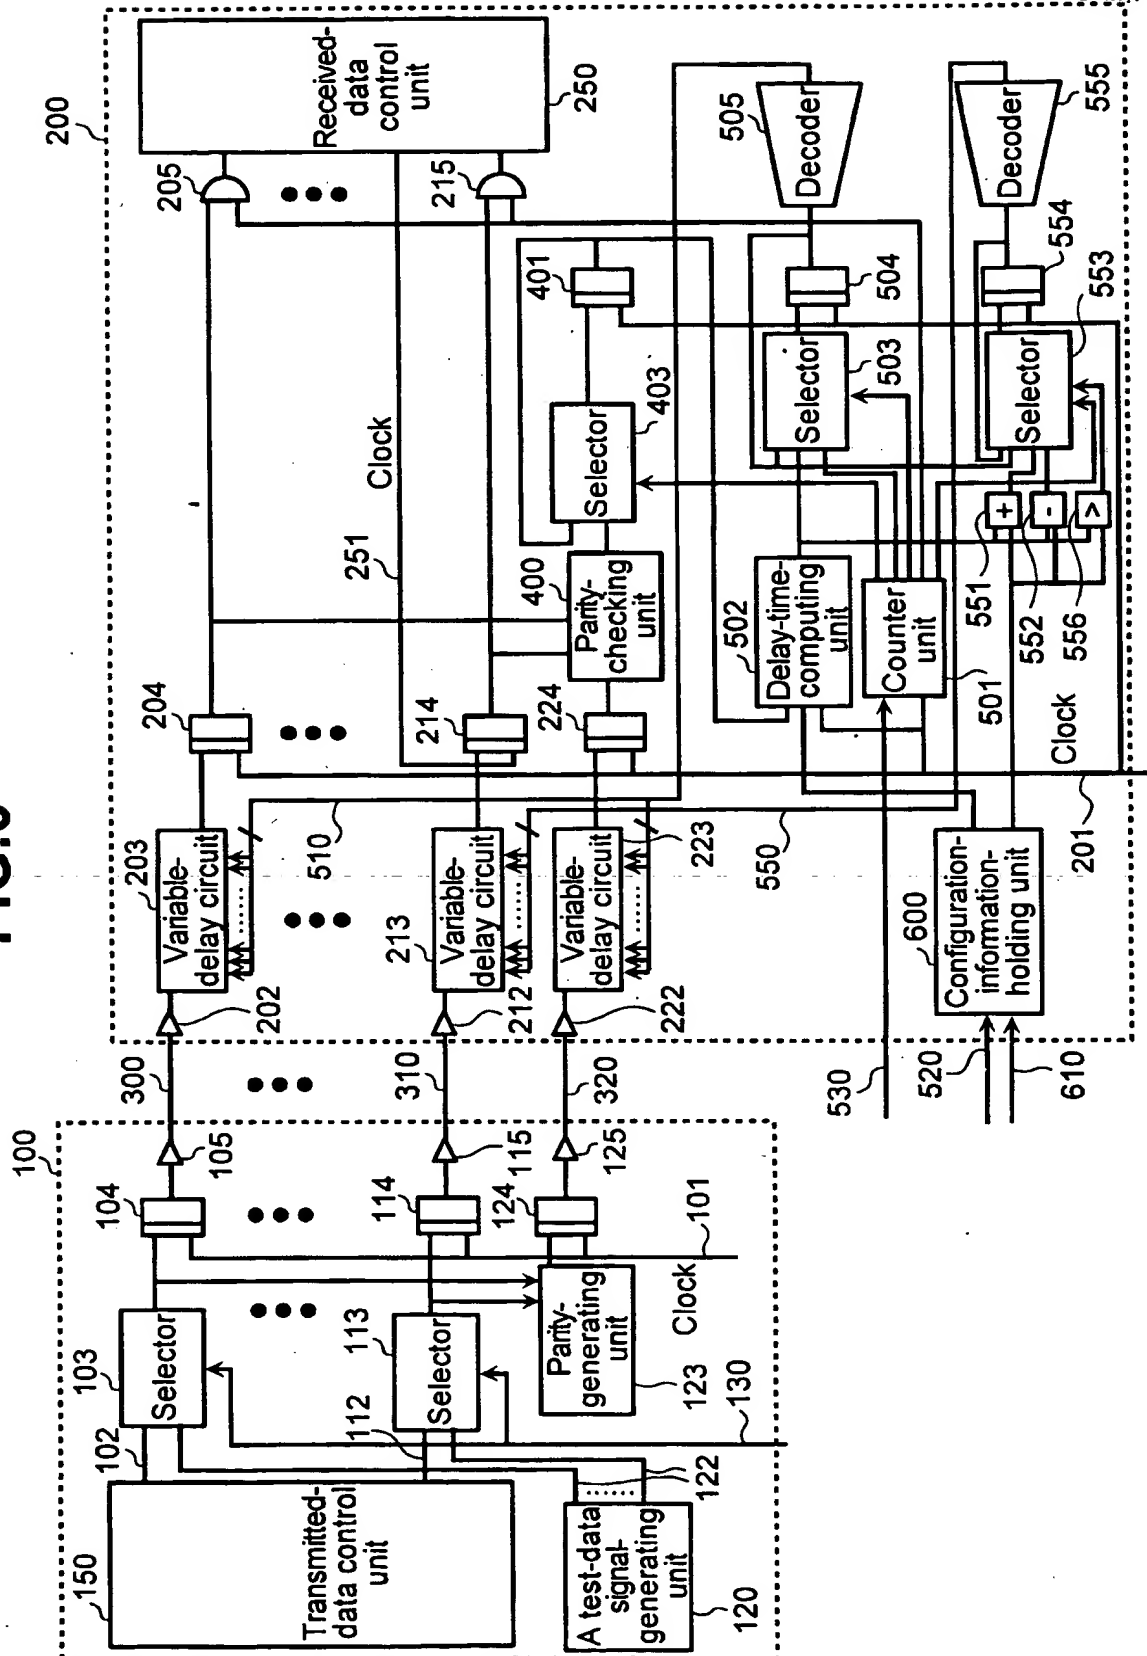 200
Received-
data
control
unit
250
205
215
505
Decoder
555
Decoder
401
504
554
553
Selector
503
Selector
Clock
251
Selector
403
400
Parity-
checking
unit
502
Delay-time-
computing
unit
Counter
unit
501
+
-
>
551
552
556
204
214
224
Clock
203
Variable-
delay circuit
510
213
Variable-
delay circuit
Variable-
delay circuit
223
550
201
600
Configuration-
information-
holding unit
202
212
222
300
310
320
530
520
610
100
105
115
125
104
114
124
101
Clock
103
Selector
113
Selector
Parity-
generating
unit
123
102
112
130
150
Transmitted-
data control
unit
122
A test-data
signal-
generating
unit
120